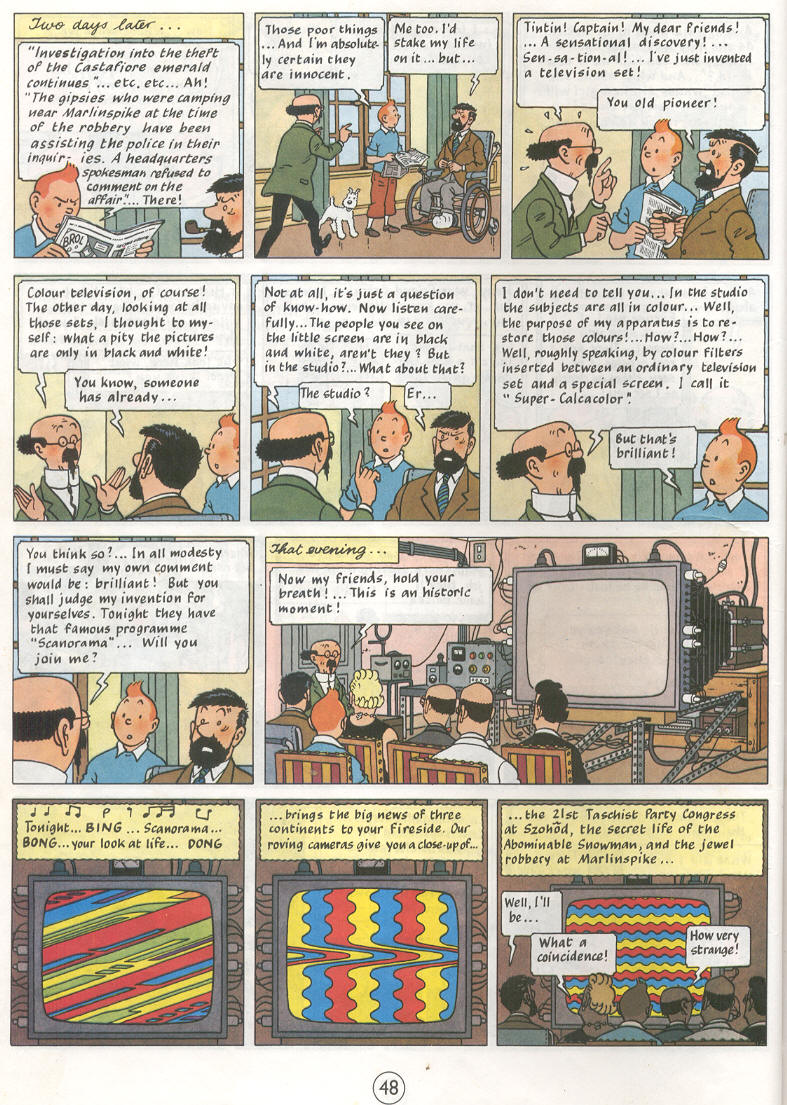 Two days later...
"Investigation into the theft
of the Castafiore emerald
continues"... etc, etc... Ah!
"The gipsies who were camping
near Marlinspike at the time
of the robbery have been
assisting the police in their
inquir- ies. A headquarters
spokesman refused to
comment on the
affair"... There!
BROL
Those poor things
... And I'm absolute-
ly certain they
are innocent.
Me too. I'd
stake my life
on it... but...
Tintin! Captain! My dear friends!
... A sensational discovery!...
Sen-sa-tion-al!... I've just invented
a television set!
You old pioneer!
Colour television, of course!
The other day, looking at all
those sets, I thought to my-
self: what a pity the pictures
are only in black and white!
You know, someone
has already...
Not at all, it's just a question
of know-how. Now listen care-
fully... The people you see on
the little screen are in black
and white, aren't they? But
in the studio?... What about that?
The studio?
Er...
I don't need to tell you... In the studio
the subjects are all in colour... Well,
the purpose of my apparatus is to re-
store those colours!... How?... How?...
Well, roughly speaking, by colour filters
inserted between an ordinary television
set and a special screen. I call it
"Super-Calcacolor".
But that's
brilliant!
You think so?... In all modesty
I must say my own comment
would be: brilliant! But you
shall judge my invention for
yourselves. Tonight they have
that famous programme
"Scanorama"... Will you
join me?
That evening...
Now my friends, hold your
breath!... This is an historic
moment!
Tonight... BING ... Scanorama...
BONG...your look at life... DONG
...brings the big news of three
continents to your fireside. Our
roving cameras give you a close-up of...
...the 21st Taschist Party Congress
at Szohôd, the secret life of the
Abominable Snowman, and the jewel
robbery at Marlinspike...
Well, I'll
be...
What a
coincidence!
How very
strange!
48